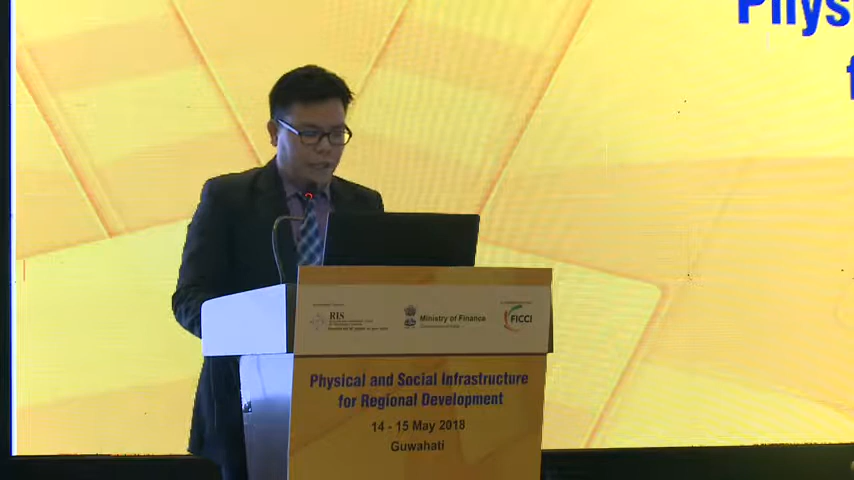 Phys
f
RIS
Ministry of Finance
FICCI
Physical and Social Infrastructure
for Regional Development
14 - 15 May 2018
Guwahati